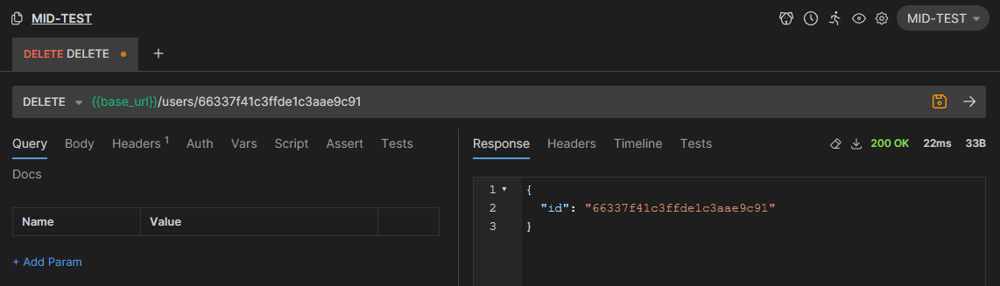 MID-TEST
MID-TEST
DELETE DELETE
+
DELETE {{base_url}}/users/66337f41c3ffde1c3aae9c91
Query Body Headers 1 Auth Vars Script Assert Tests
Docs
Name Value
+ Add Param
Response Headers Timeline Tests 200 OK 22ms 33B
1 {
2 "id": "66337f41c3ffde1c3aae9c91"
3 }